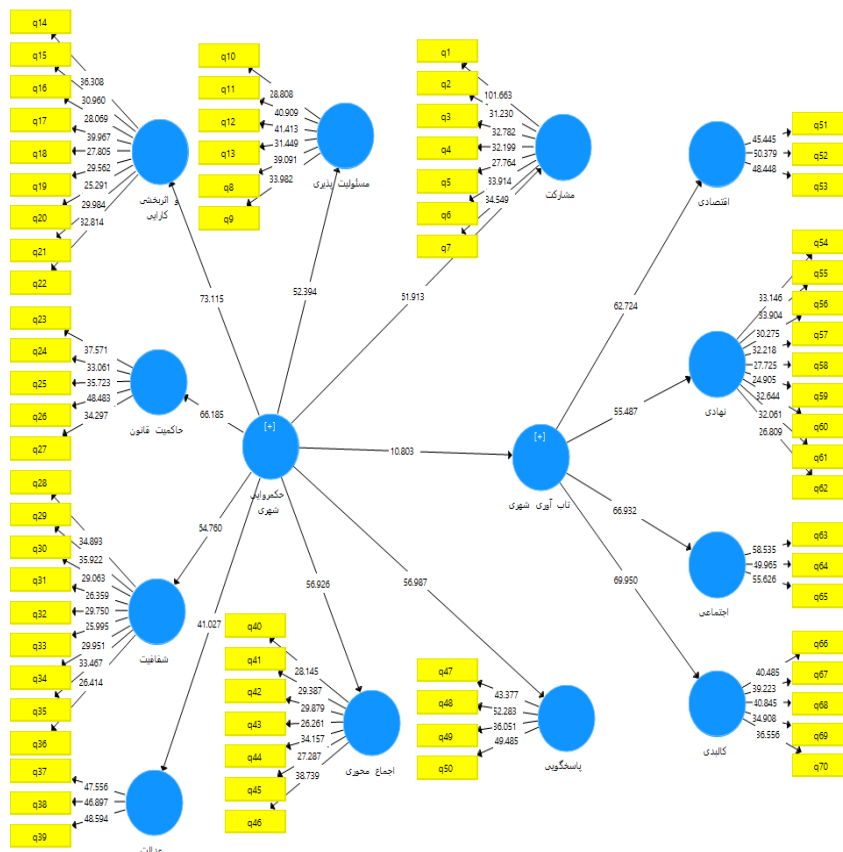 q14
q15
q16
q17
q18
q19
q20
q21
q22
36.308
30.960
28.069
39.967
27.805
29.562
25.291
29.984
32.814
و اثربخشی
کارایی
q10
q11
q12
q13
q8
q9
28.808
40.909
41.413
31.449
39.091
33.982
مسئولیت پذیری
q1
q2
q3
q4
q5
q6
q7
101.663
31.230
32.782
32.199
27.764
33.914
34.549
مشارکت
q51
q52
q53
45.445
50.379
48.448
اقتصادی
q54
q55
q56
q57
q58
q59
q60
q61
q62
33.146
33.904
30.275
32.218
27.725
24.905
32.644
32.061
26.809
نهادی
73.115
52.394
51.913
62.724
55.487
q23
q24
q25
q26
q27
37.571
33.061
35.723
48.483
34.297
حاکمیت قانون
66.185
[+]
حکمروایی
شهری
10.803
[+]
تاب آوری شهری
66.932
69.950
54.760
41.027
56.926
56.987
q28
q29
q30
q31
q32
q33
q34
q35
q36
34.893
35.922
29.063
26.359
29.750
25.995
29.951
33.467
26.414
شفافیت
q63
q64
q65
58.535
49.965
55.626
اجتماعی
q40
q41
q42
q43
q44
q45
q46
28.145
29.387
29.879
26.261
34.157
27.287
38.739
اجماع محوری
q47
q48
q49
q50
43.377
52.283
36.051
49.485
پاسخگویی
q66
q67
q68
q69
q70
40.485
39.223
40.845
34.908
36.556
کالبدی
q37
q38
q39
47.556
46.897
48.594
عدالت